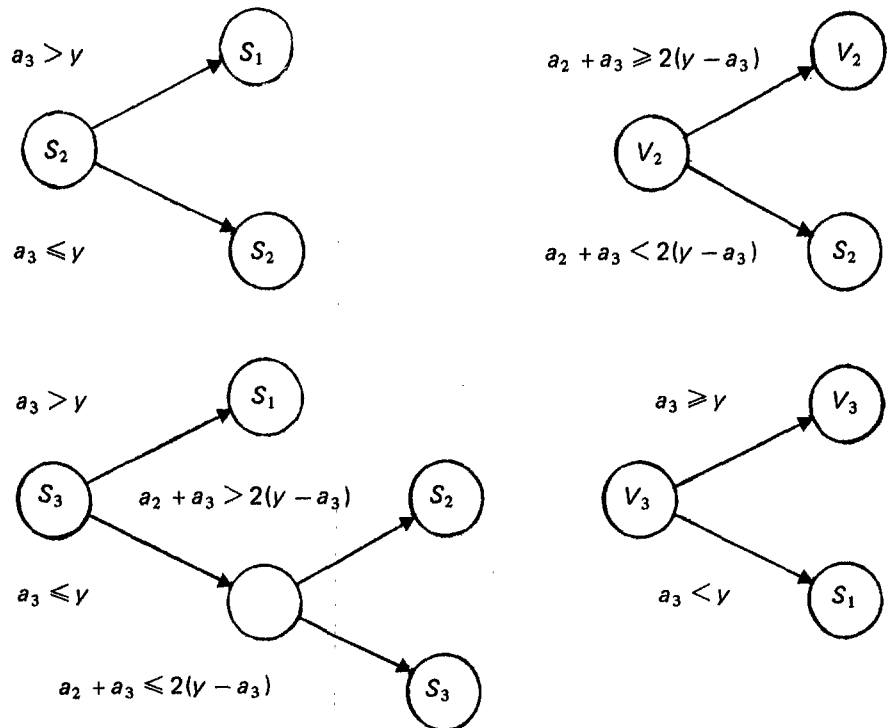 a₃ > y
S₁
S₂
a₃ ⩽ y
S₂
a₂ + a₃ ⩾ 2(y − a₃)
V₂
V₂
a₂ + a₃ < 2(y − a₃)
S₂
a₃ > y
S₁
S₃
a₂ + a₃ > 2(y − a₃)
S₂
a₃ ⩽ y
a₂ + a₃ ⩽ 2(y − a₃)
S₃
a₃ ⩾ y
V₃
V₃
a₃ < y
S₁